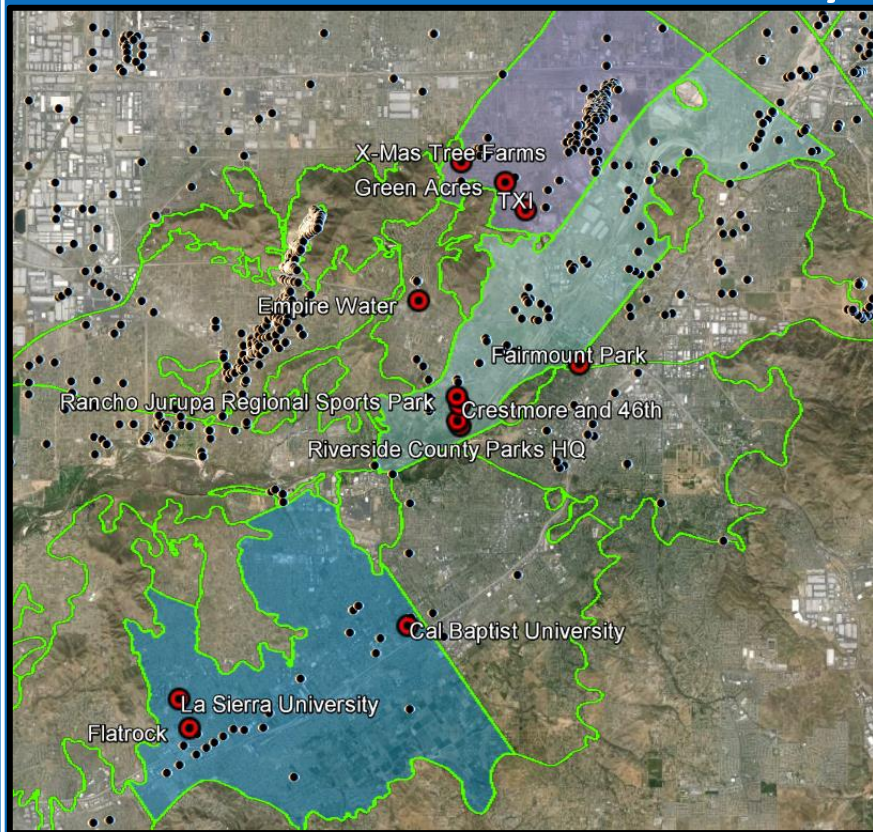 X-Mas Tree Farms
Green Acres
TXI
Empire Water
Fairmount Park
Rancho Jurupa Regional Sports Park
Crestmore and 46th
Riverside County Parks HQ
Cal Baptist University
La Sierra University
Flatrock